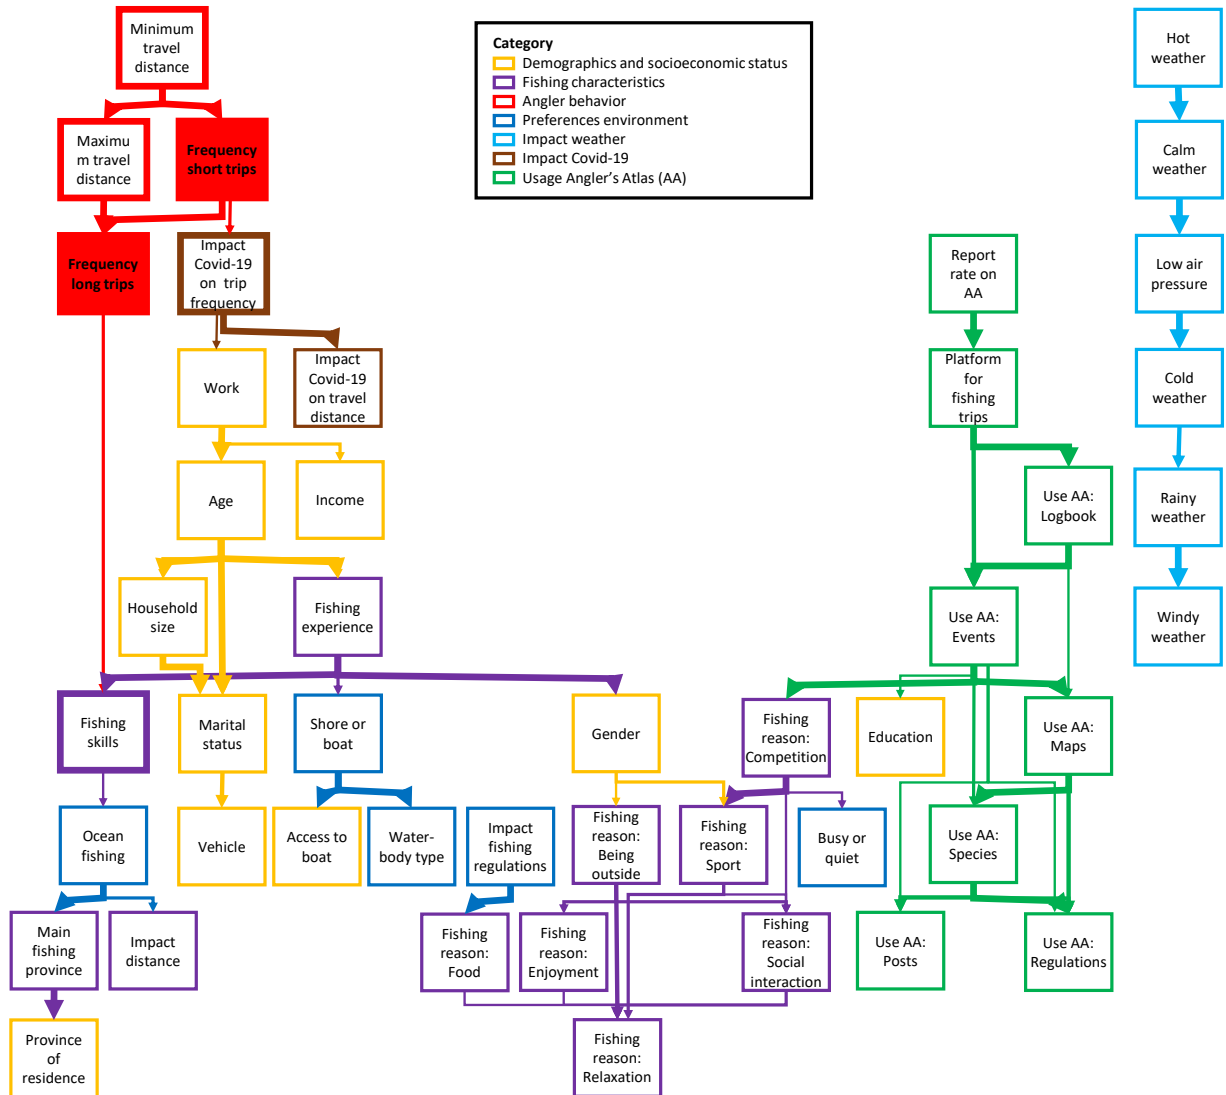 Minimum
travel
distance
Category
Demographics and socioeconomic status
Fishing characteristics
Angler behavior
Preferences environment
Impact weather
Impact Covid-19
Usage Angler's Atlas (AA)
Hot
weather
Maximu
m travel
distance
Frequency
short trips
Calm
weather
Frequency
long trips
Impact
Covid-19
on trip
frequency
Report
rate on
AA
Low air
pressure
Work
Impact
Covid-19
on travel
distance
Platform
for
fishing
trips
Cold
weather
Age
Income
Use AA:
Logbook
Rainy
weather
Household
size
Fishing
experience
Use AA:
Events
Windy
weather
Fishing
skills
Marital
status
Shore or
boat
Gender
Fishing
reason:
Competition
Education
Use AA:
Maps
Ocean
fishing
Vehicle
Access to
boat
Water-
body type
Impact
fishing
regulations
Fishing
reason:
Being
outside
Fishing
reason:
Sport
Busy or
quiet
Use AA:
Species
Main
fishing
province
Impact
distance
Fishing
reason:
Food
Fishing
reason:
Enjoyment
Fishing
reason:
Social
interaction
Use AA:
Posts
Use AA:
Regulations
Province
of
residence
Fishing
reason:
Relaxation